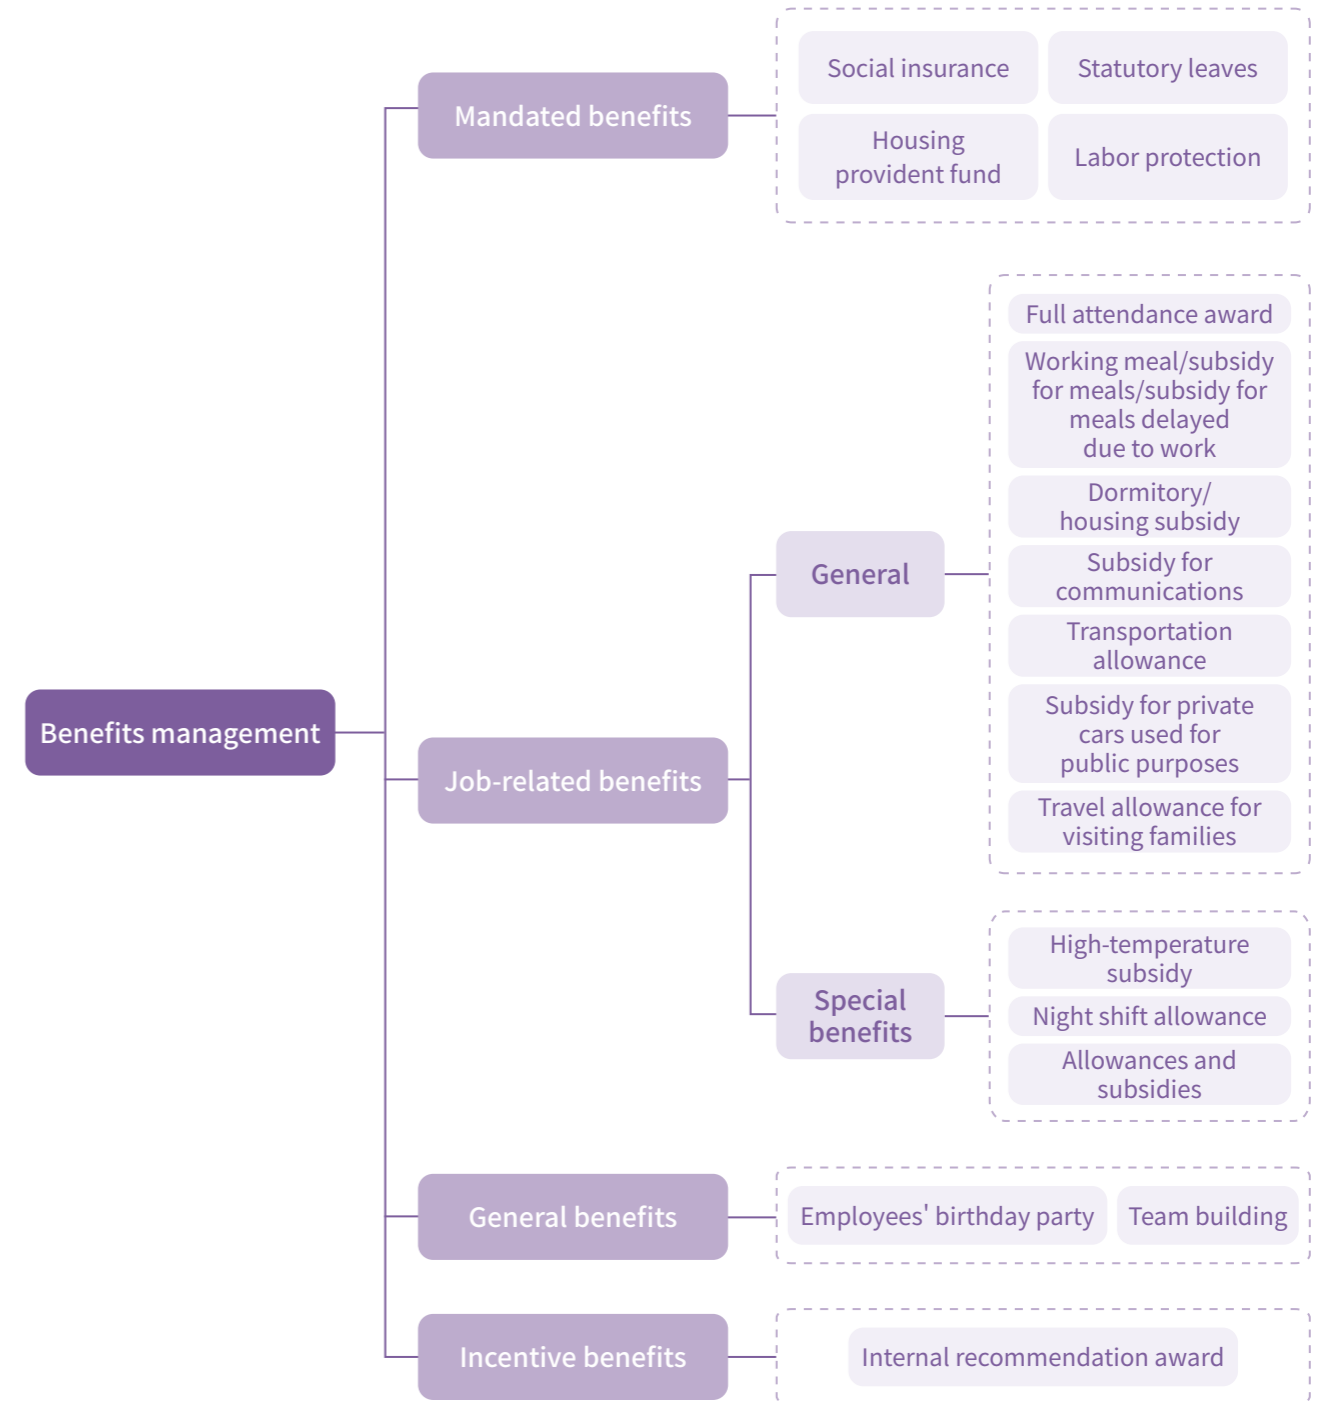 Benefits management
Mandated benefits
Social insurance
Statutory leaves
Housing
provident fund
Labor protection
Job-related benefits
General
Full attendance award
Working meal/subsidy
for meals/subsidy for
meals delayed
due to work
Dormitory/
housing subsidy
Subsidy for
communications
Transportation
allowance
Subsidy for private
cars used for
public purposes
Travel allowance for
visiting families
Special
benefits
High-temperature
subsidy
Night shift allowance
Allowances and
subsidies
General benefits
Employees' birthday party
Team building
Incentive benefits
Internal recommendation award